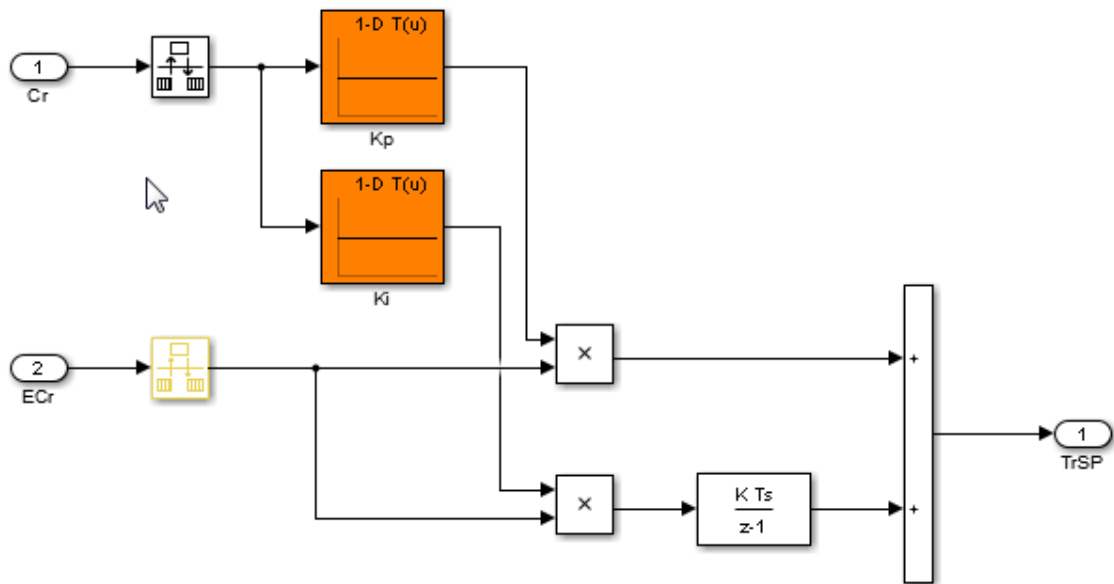 1
Cr
1-D T(u)
Kp
1-D T(u)
Ki
2
ECr
×
×
K Ts
z-1
+
+
1
TrSP